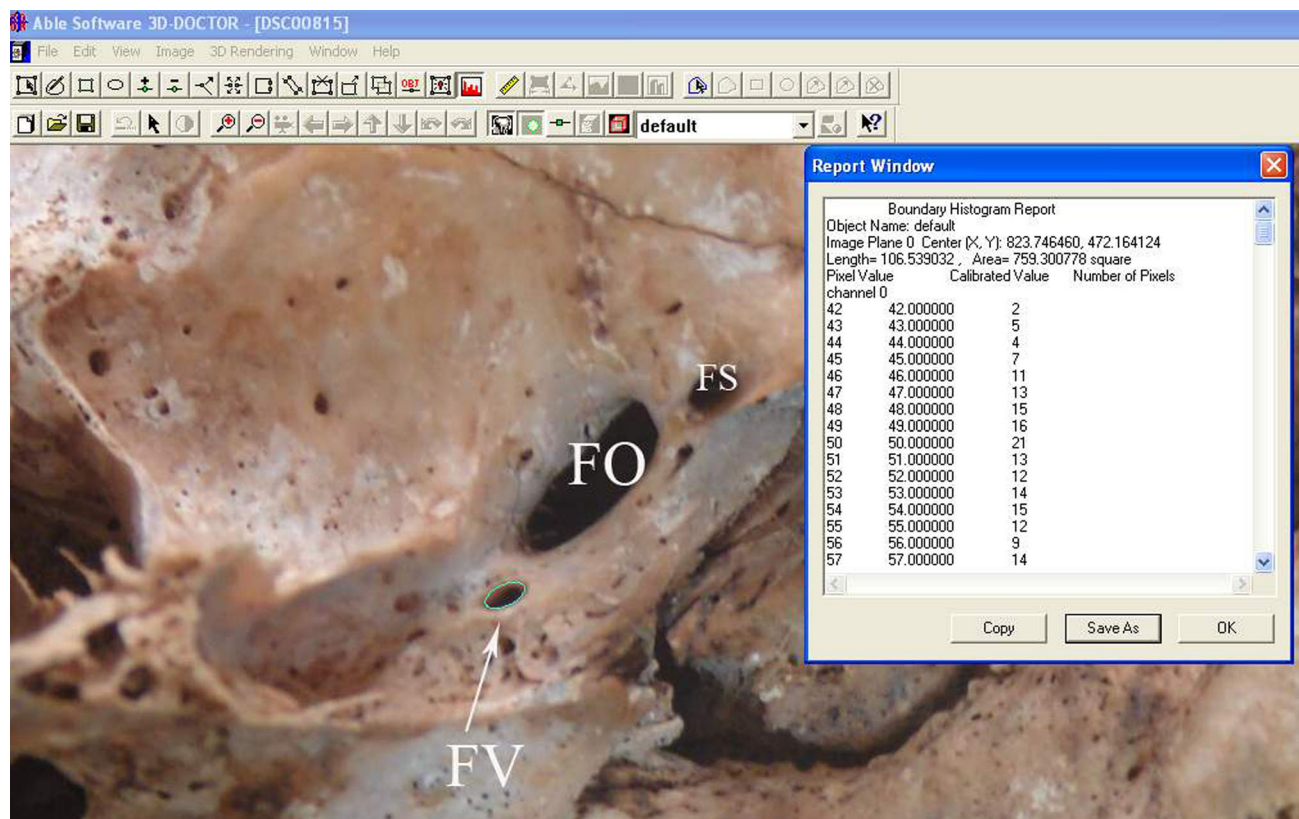 Able Software 3D-DOCTOR - [DSC00815]
File Edit View Image 3D Rendering Window Help
OBJ
default
Report Window
Boundary Histogram Report
Object Name: default
Image Plane 0 Center (X, Y): 823.746460, 472.164124
Length= 106.539032 , Area= 759.300778 square
Pixel Value Calibrated Value Number of Pixels
channel 0
42 42.000000 2
43 43.000000 5
44 44.000000 4
45 45.000000 7
46 46.000000 11
47 47.000000 13
48 48.000000 15
49 49.000000 16
50 50.000000 21
51 51.000000 13
52 52.000000 12
53 53.000000 14
54 54.000000 15
55 55.000000 12
56 56.000000 9
57 57.000000 14
Copy Save As OK
FS
FO
FV